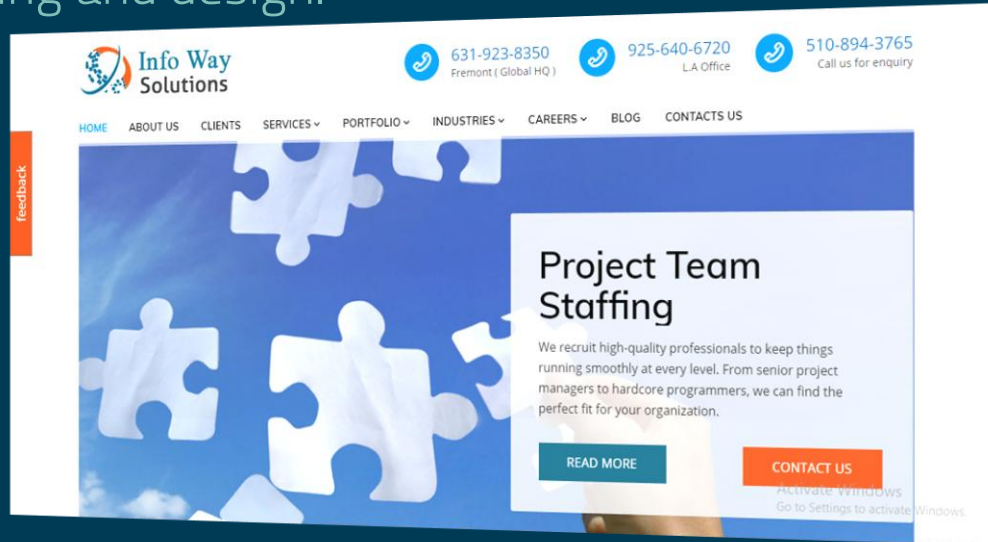 and design.
Info Way
Solutions
631-923-8350
Fremont ( Global HQ )
925-640-6720
L.A Office
510-894-3765
Call us for enquiry
HOME ABOUT US CLIENTS SERVICES PORTFOLIO INDUSTRIES CAREERS BLOG CONTACTS US
feedback
Project Team
Staffing
We recruit high-quality professionals to keep things
running smoothly at every level. From senior project
managers to hardcore programmers, we can find the
perfect fit for your organization.
READ MORE
CONTACT US
Activate Windows
Go to Settings to activate Windows.